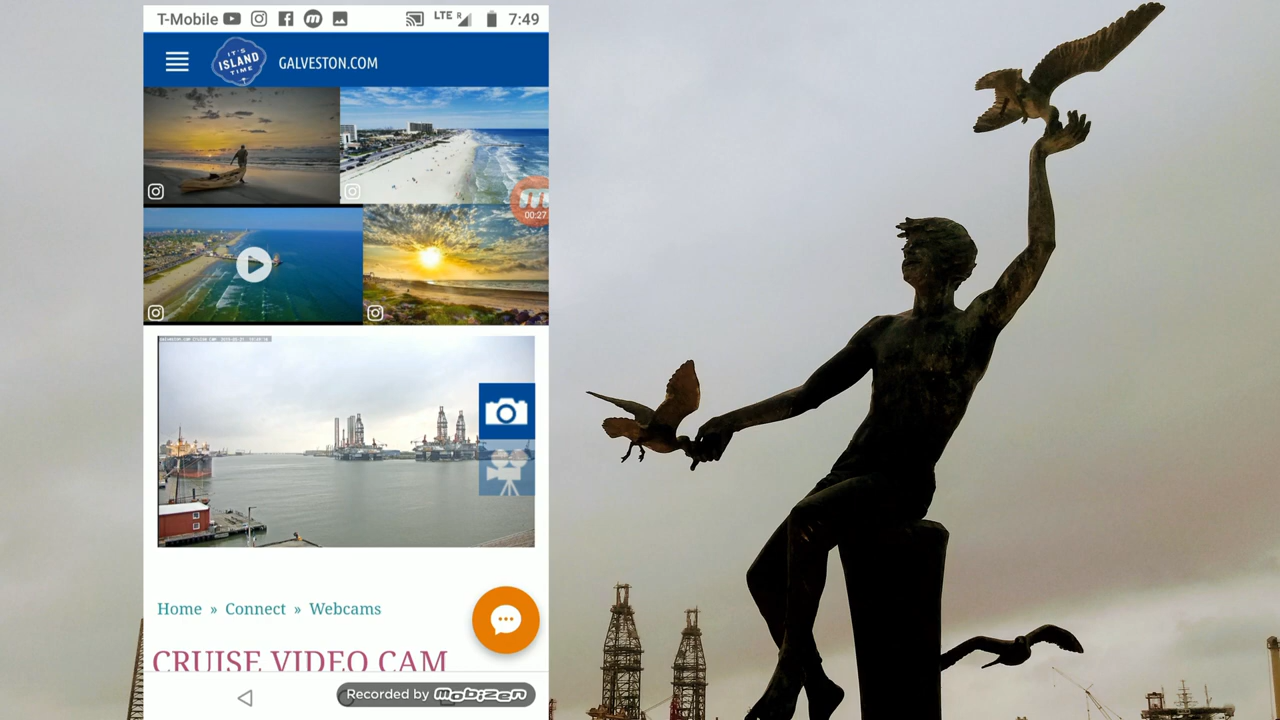 T-Mobile
LTE R
7:49
IT'S
ISLAND
TIME
GALVESTON.COM
00:27
Home » Connect » Webcams
CRUISE VIDEO CAM
Recorded by mobizen